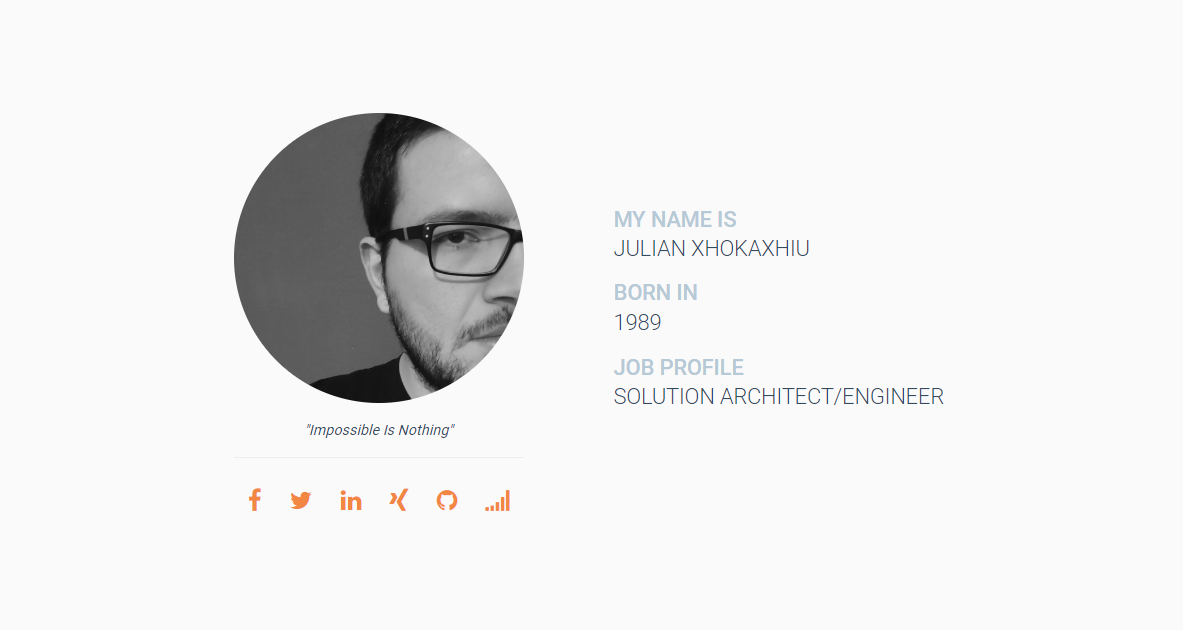 MY NAME IS
JULIAN XHOKAXHIU
BORN IN
1989
JOB PROFILE
SOLUTION ARCHITECT/ENGINEER
"Impossible Is Nothing"